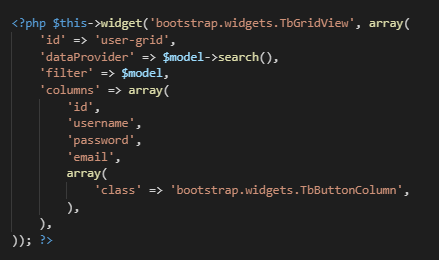 <?php $this->widget('bootstrap.widgets.TbGridView', array(
    'id' => 'user-grid',
    'dataProvider' => $model->search(),
    'filter' => $model,
    'columns' => array(
        'id',
        'username',
        'password',
        'email',
        array(
            'class' => 'bootstrap.widgets.TbButtonColumn',
        ),
    ),
)); ?>